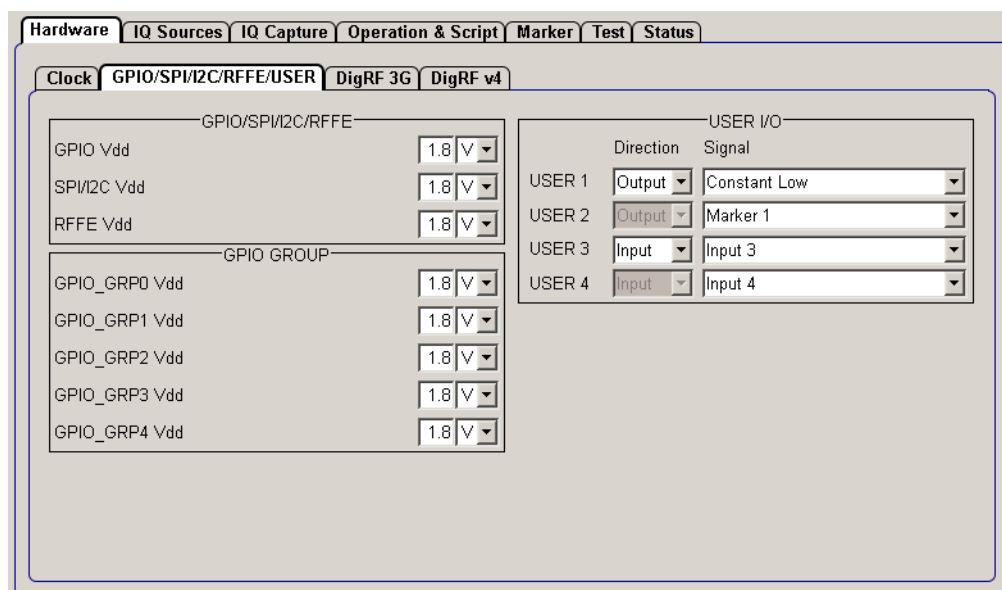 Hardware IQ Sources IQ Capture Operation & Script Marker Test Status
Clock GPIO/SPI/I2C/RFFE/USER DigRF 3G DigRF v4
GPIO/SPI/I2C/RFFE
GPIO Vdd 1.8 V
SPI/I2C Vdd 1.8 V
RFFE Vdd 1.8 V
GPIO GROUP
GPIO_GRP0 Vdd 1.8 V
GPIO_GRP1 Vdd 1.8 V
GPIO_GRP2 Vdd 1.8 V
GPIO_GRP3 Vdd 1.8 V
GPIO_GRP4 Vdd 1.8 V
USER I/O
Direction Signal
USER 1 Output Constant Low
USER 2 Output Marker 1
USER 3 Input Input 3
USER 4 Input Input 4